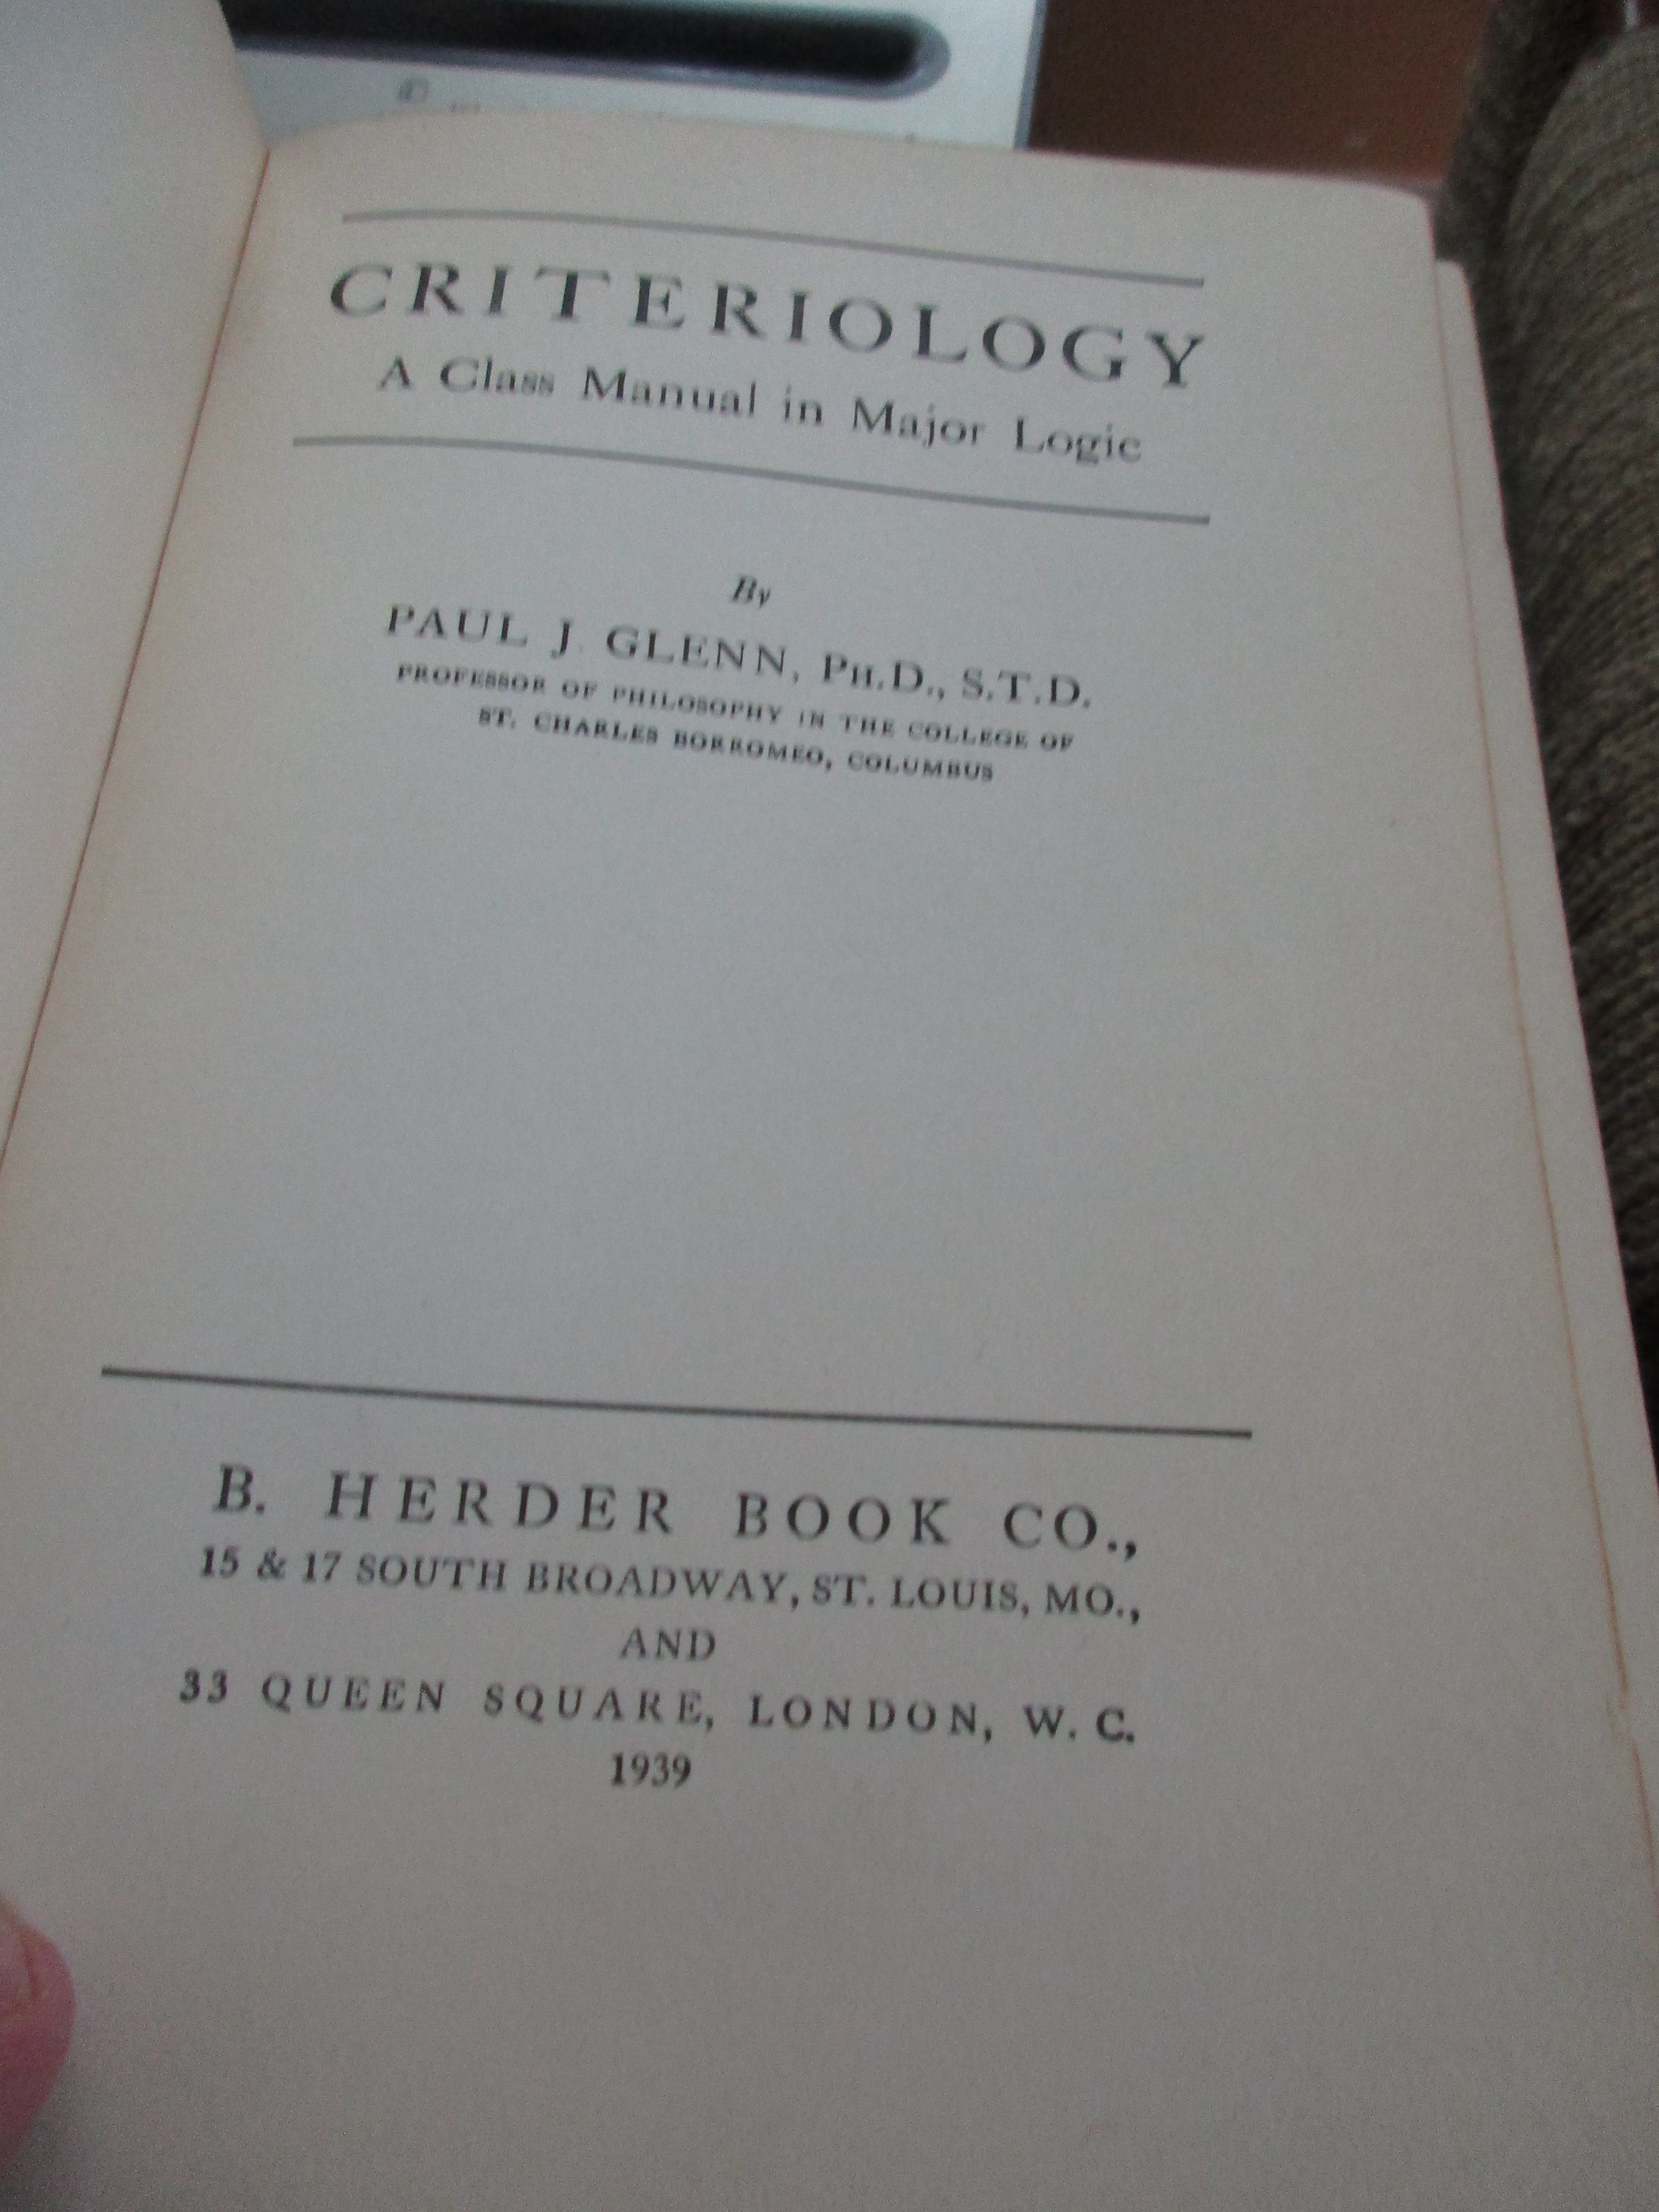 CRITERIOLOGY
A Class Manual in Major Logic
By
PAUL J. GLENN, PH.D., S.T.D.
PROFESSOR OF PHILOSOPHY IN THE COLLEGE OF
ST. CHARLES BORROMEO, COLUMBUS
B. HERDER BOOK CO.,
15 & 17 SOUTH BROADWAY, ST. LOUIS, MO.,
AND
33 QUEEN SQUARE, LONDON, W. C.
1939